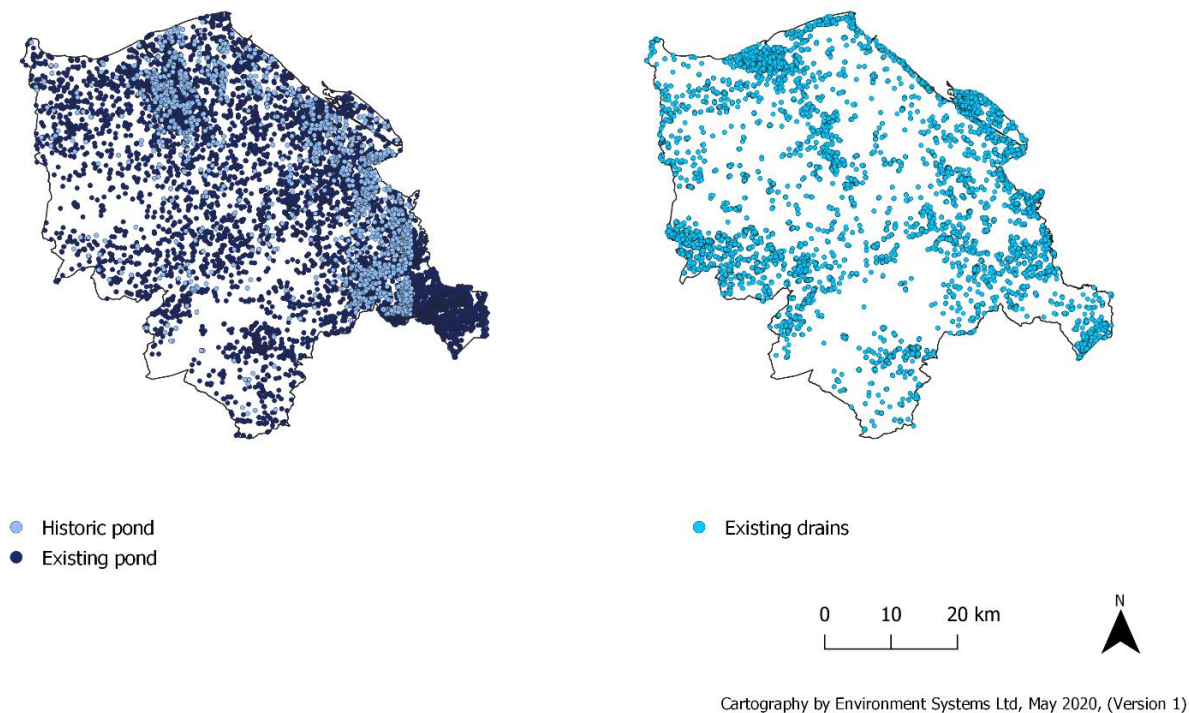 Historic pond
Existing pond
Existing drains
0 10 20 km
N
Cartography by Environment Systems Ltd, May 2020, (Version 1)